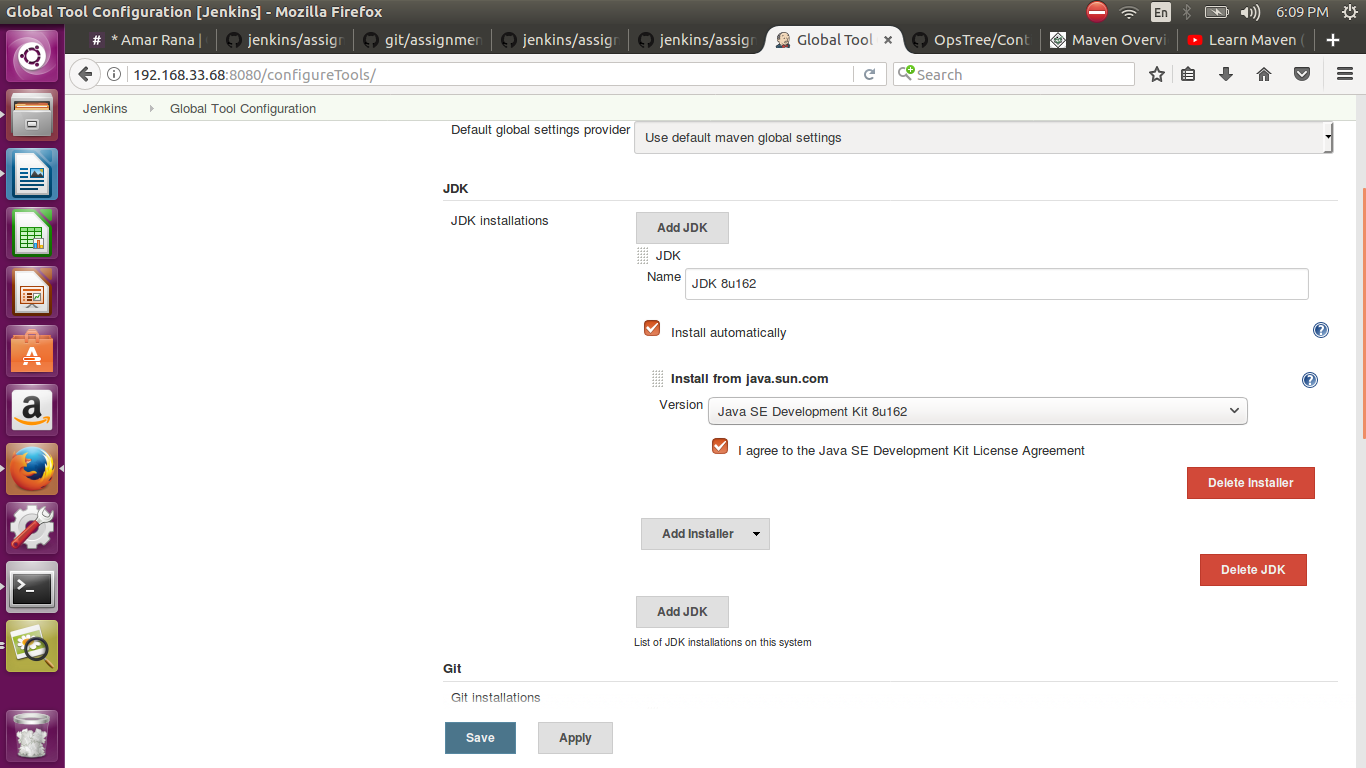 Global Tool Configuration [Jenkins] - Mozilla Firefox
En
6:09 PM
# * Amar Rana |
jenkins/assign
git/assignmen
jenkins/assign
jenkins/assign
Global Tool
OpsTree/Cont
Maven Overvi
Learn Maven (
192.168.33.68:8080/configureTools/
Search
Jenkins
Global Tool Configuration
Default global settings provider
Use default maven global settings
JDK
JDK installations
Add JDK
JDK
Name
JDK 8u162
Install automatically
Install from java.sun.com
Version
Java SE Development Kit 8u162
I agree to the Java SE Development Kit License Agreement
Delete Installer
Add Installer
Delete JDK
Add JDK
List of JDK installations on this system
Git
Git installations
Save
Apply